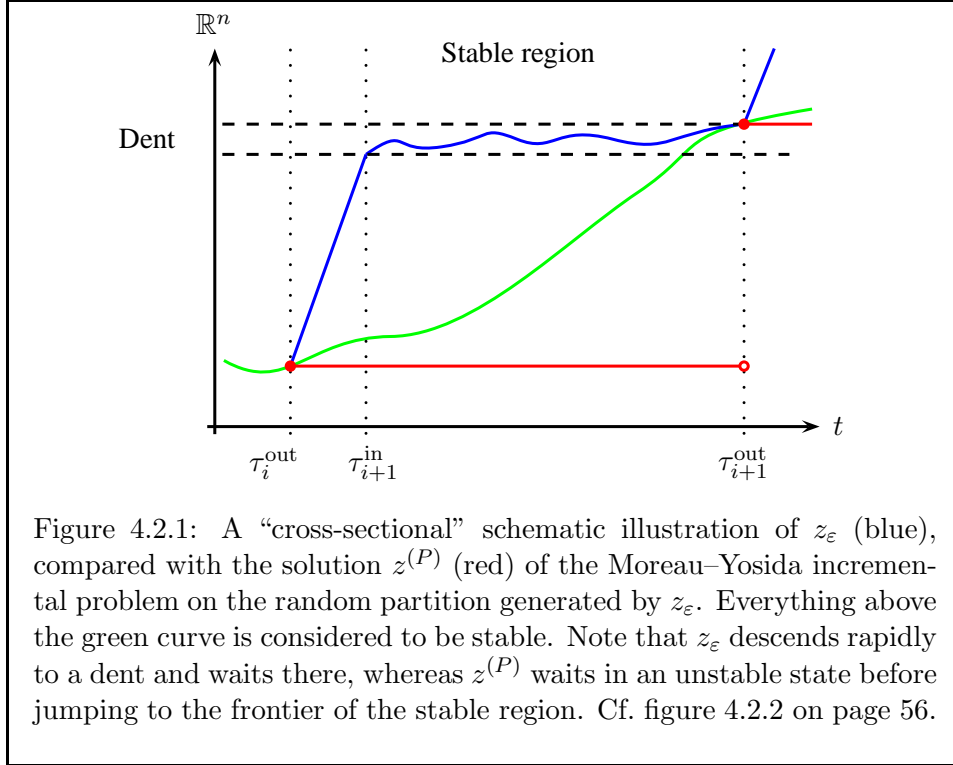 ℝⁿ
Stable region
Dent
t
τ_i^out
τ_{i+1}^in
τ_{i+1}^out
Figure 4.2.1: A “cross-sectional” schematic illustration of z_ε (blue),
compared with the solution z^(P) (red) of the Moreau–Yosida incremen-
tal problem on the random partition generated by z_ε. Everything above
the green curve is considered to be stable. Note that z_ε descends rapidly
to a dent and waits there, whereas z^(P) waits in an unstable state before
jumping to the frontier of the stable region. Cf. figure 4.2.2 on page 56.